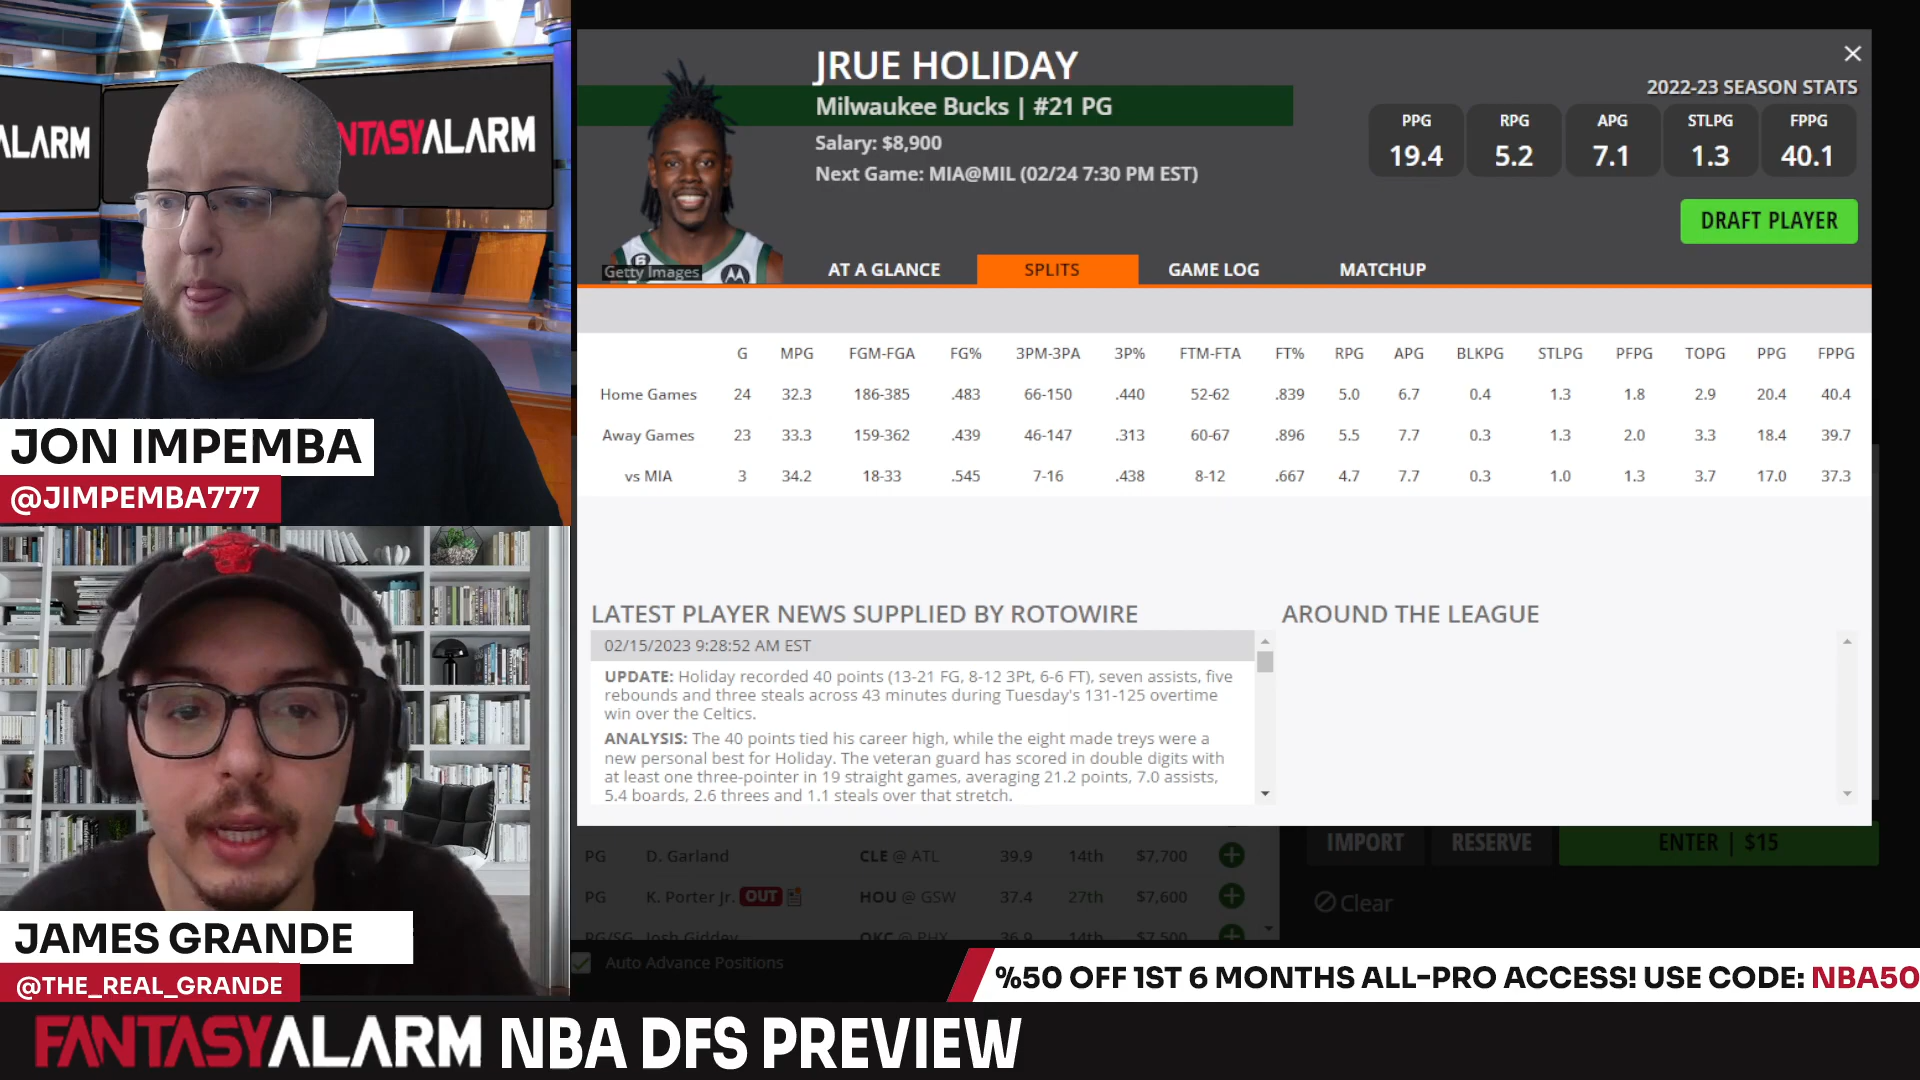 ALARM
FANTASYALARM
JON IMPEMBA
@JIMPEMBA777
JAMES GRANDE
@THE_REAL_GRANDE
JRUE HOLIDAY
Milwaukee Bucks | #21 PG
Salary: $8,900
Next Game: MIA@MIL (02/24 7:30 PM EST)
Getty Images
2022-23 SEASON STATS
PPG RPG APG STLPG FPPG
19.4 5.2 7.1 1.3 40.1
DRAFT PLAYER
AT A GLANCE SPLITS GAME LOG MATCHUP
G MPG FGM-FGA FG% 3PM-3PA 3P% FTM-FTA FT% RPG APG BLKPG STLPG PFPG TOPG PPG FPPG
Home Games 24 32.3 186-385 .483 66-150 .440 52-62 .839 5.0 6.7 0.4 1.3 1.8 2.9 20.4 40.4
Away Games 23 33.3 159-362 .439 46-147 .313 60-67 .896 5.5 7.7 0.3 1.3 2.0 3.3 18.4 39.7
vs MIA 3 34.2 18-33 .545 7-16 .438 8-12 .667 4.7 7.7 0.3 1.0 1.3 3.7 17.0 37.3
LATEST PLAYER NEWS SUPPLIED BY ROTOWIRE
02/15/2023 9:28:52 AM EST
UPDATE: Holiday recorded 40 points (13-21 FG, 8-12 3Pt, 6-6 FT), seven assists, five
rebounds and three steals across 43 minutes during Tuesday's 131-125 overtime
win over the Celtics.
ANALYSIS: The 40 points tied his career high, while the eight made treys were a
new personal best for Holiday. The veteran guard has scored in double digits with
at least one three-pointer in 19 straight games, averaging 21.2 points, 7.0 assists,
5.4 boards, 2.6 threes and 1.1 steals over that stretch.
AROUND THE LEAGUE
PG D. Garland CLE @ ATL 39.9 14th $7,700
PG K. Porter Jr. OUT HOU @ GSW 37.4 27th $7,600
PG/SG Josh Giddey OKC @ PHX 36.9 14th $7,500
Auto Advance Positions
IMPORT RESERVE ENTER | $15
Clear
%50 OFF 1ST 6 MONTHS ALL-PRO ACCESS! USE CODE: NBA50
FANTASYALARM NBA DFS PREVIEW